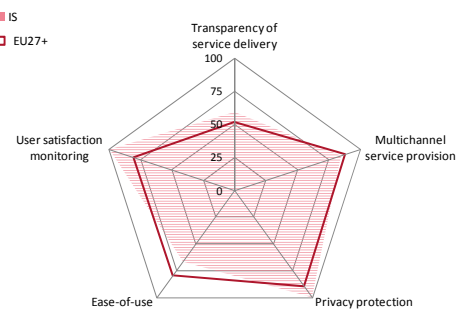 IS
EU27+
Transparency of
service delivery
100
75
50
25
0
User satisfaction
monitoring
Multichannel
service provision
Ease-of-use
Privacy protection